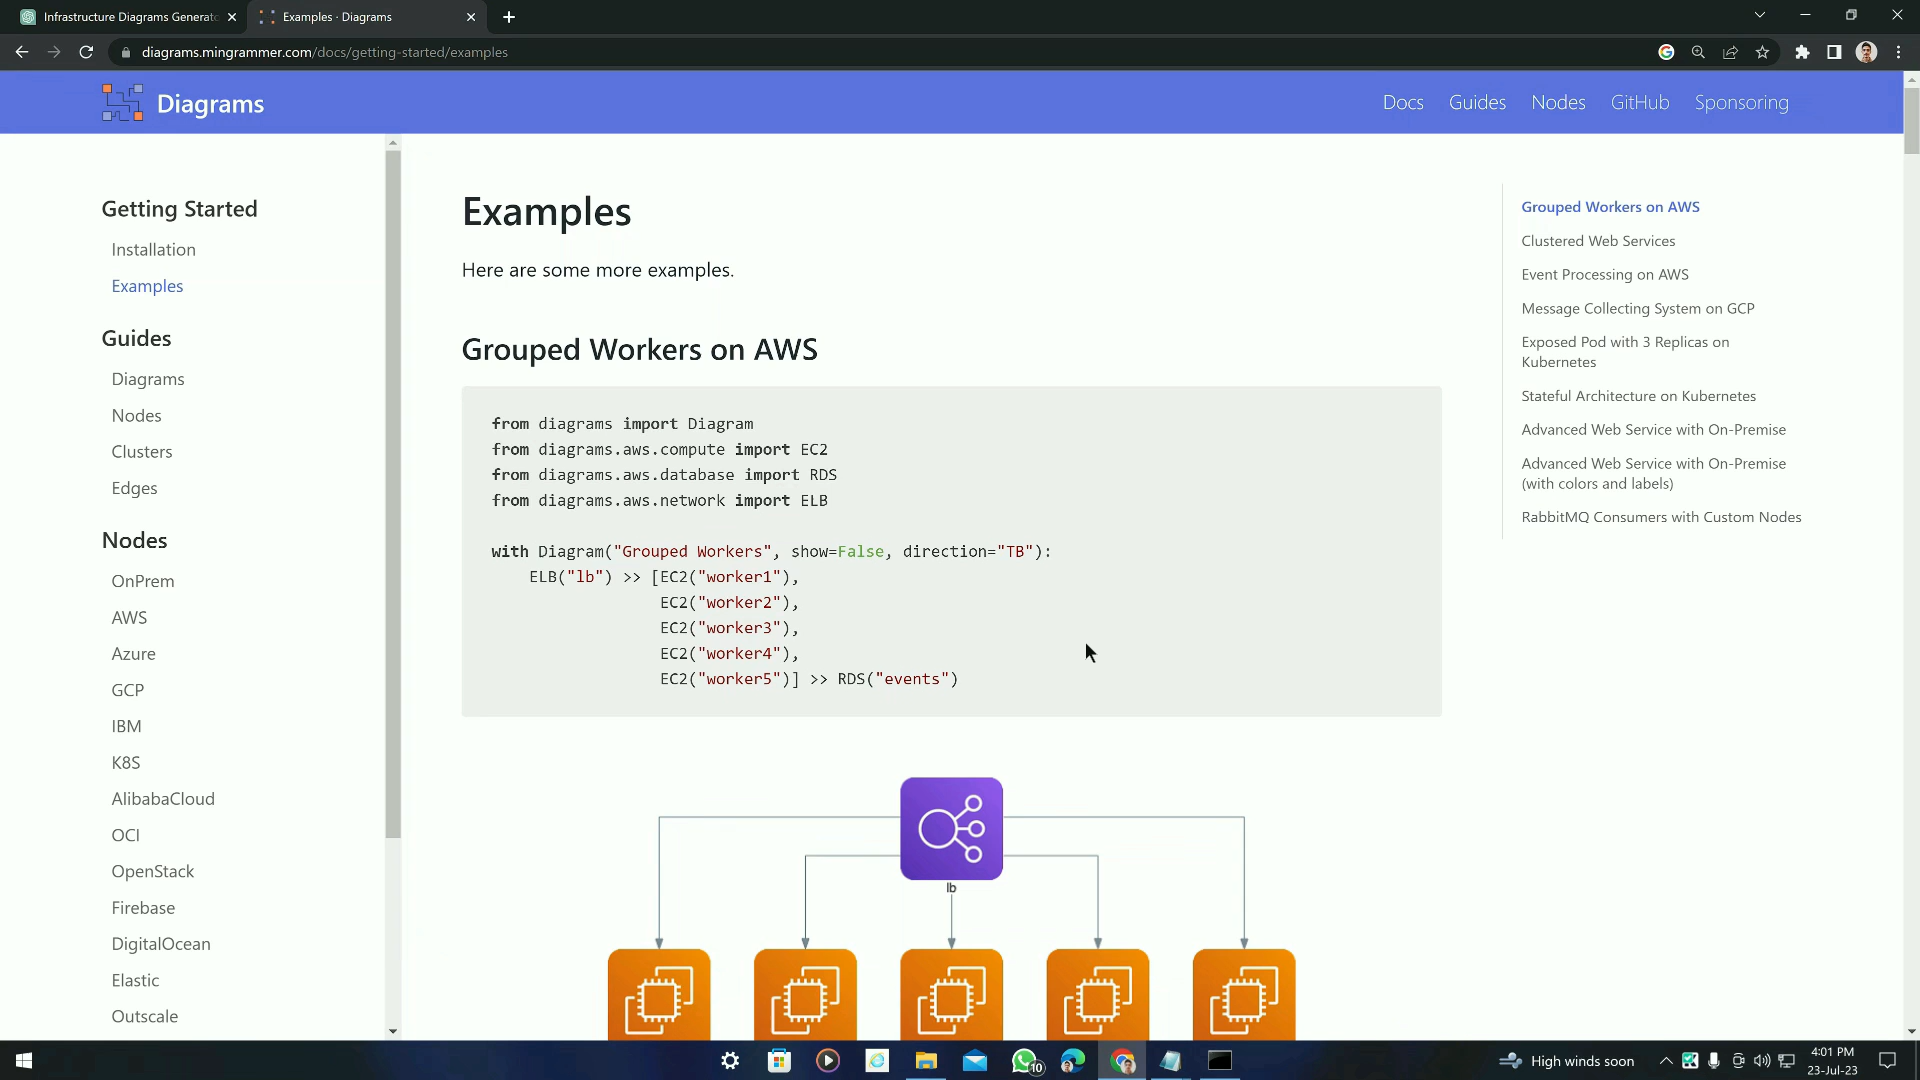 Infrastructure Diagrams Generato
Examples · Diagrams
diagrams.mingrammer.com/docs/getting-started/examples
Diagrams
Docs
Guides
Nodes
GitHub
Sponsoring
Getting Started
Installation
Examples
Guides
Diagrams
Nodes
Clusters
Edges
Nodes
OnPrem
AWS
Azure
GCP
IBM
K8S
AlibabaCloud
OCI
OpenStack
Firebase
DigitalOcean
Elastic
Outscale
Examples
Here are some more examples.
Grouped Workers on AWS
from diagrams import Diagram
from diagrams.aws.compute import EC2
from diagrams.aws.database import RDS
from diagrams.aws.network import ELB
with Diagram("Grouped Workers", show=False, direction="TB"):
ELB("lb") >> [EC2("worker1"),
EC2("worker2"),
EC2("worker3"),
EC2("worker4"),
EC2("worker5")] >> RDS("events")
lb
Grouped Workers on AWS
Clustered Web Services
Event Processing on AWS
Message Collecting System on GCP
Exposed Pod with 3 Replicas on
Kubernetes
Stateful Architecture on Kubernetes
Advanced Web Service with On-Premise
Advanced Web Service with On-Premise
(with colors and labels)
RabbitMQ Consumers with Custom Nodes
10
High winds soon
4:01 PM
23-Jul-23